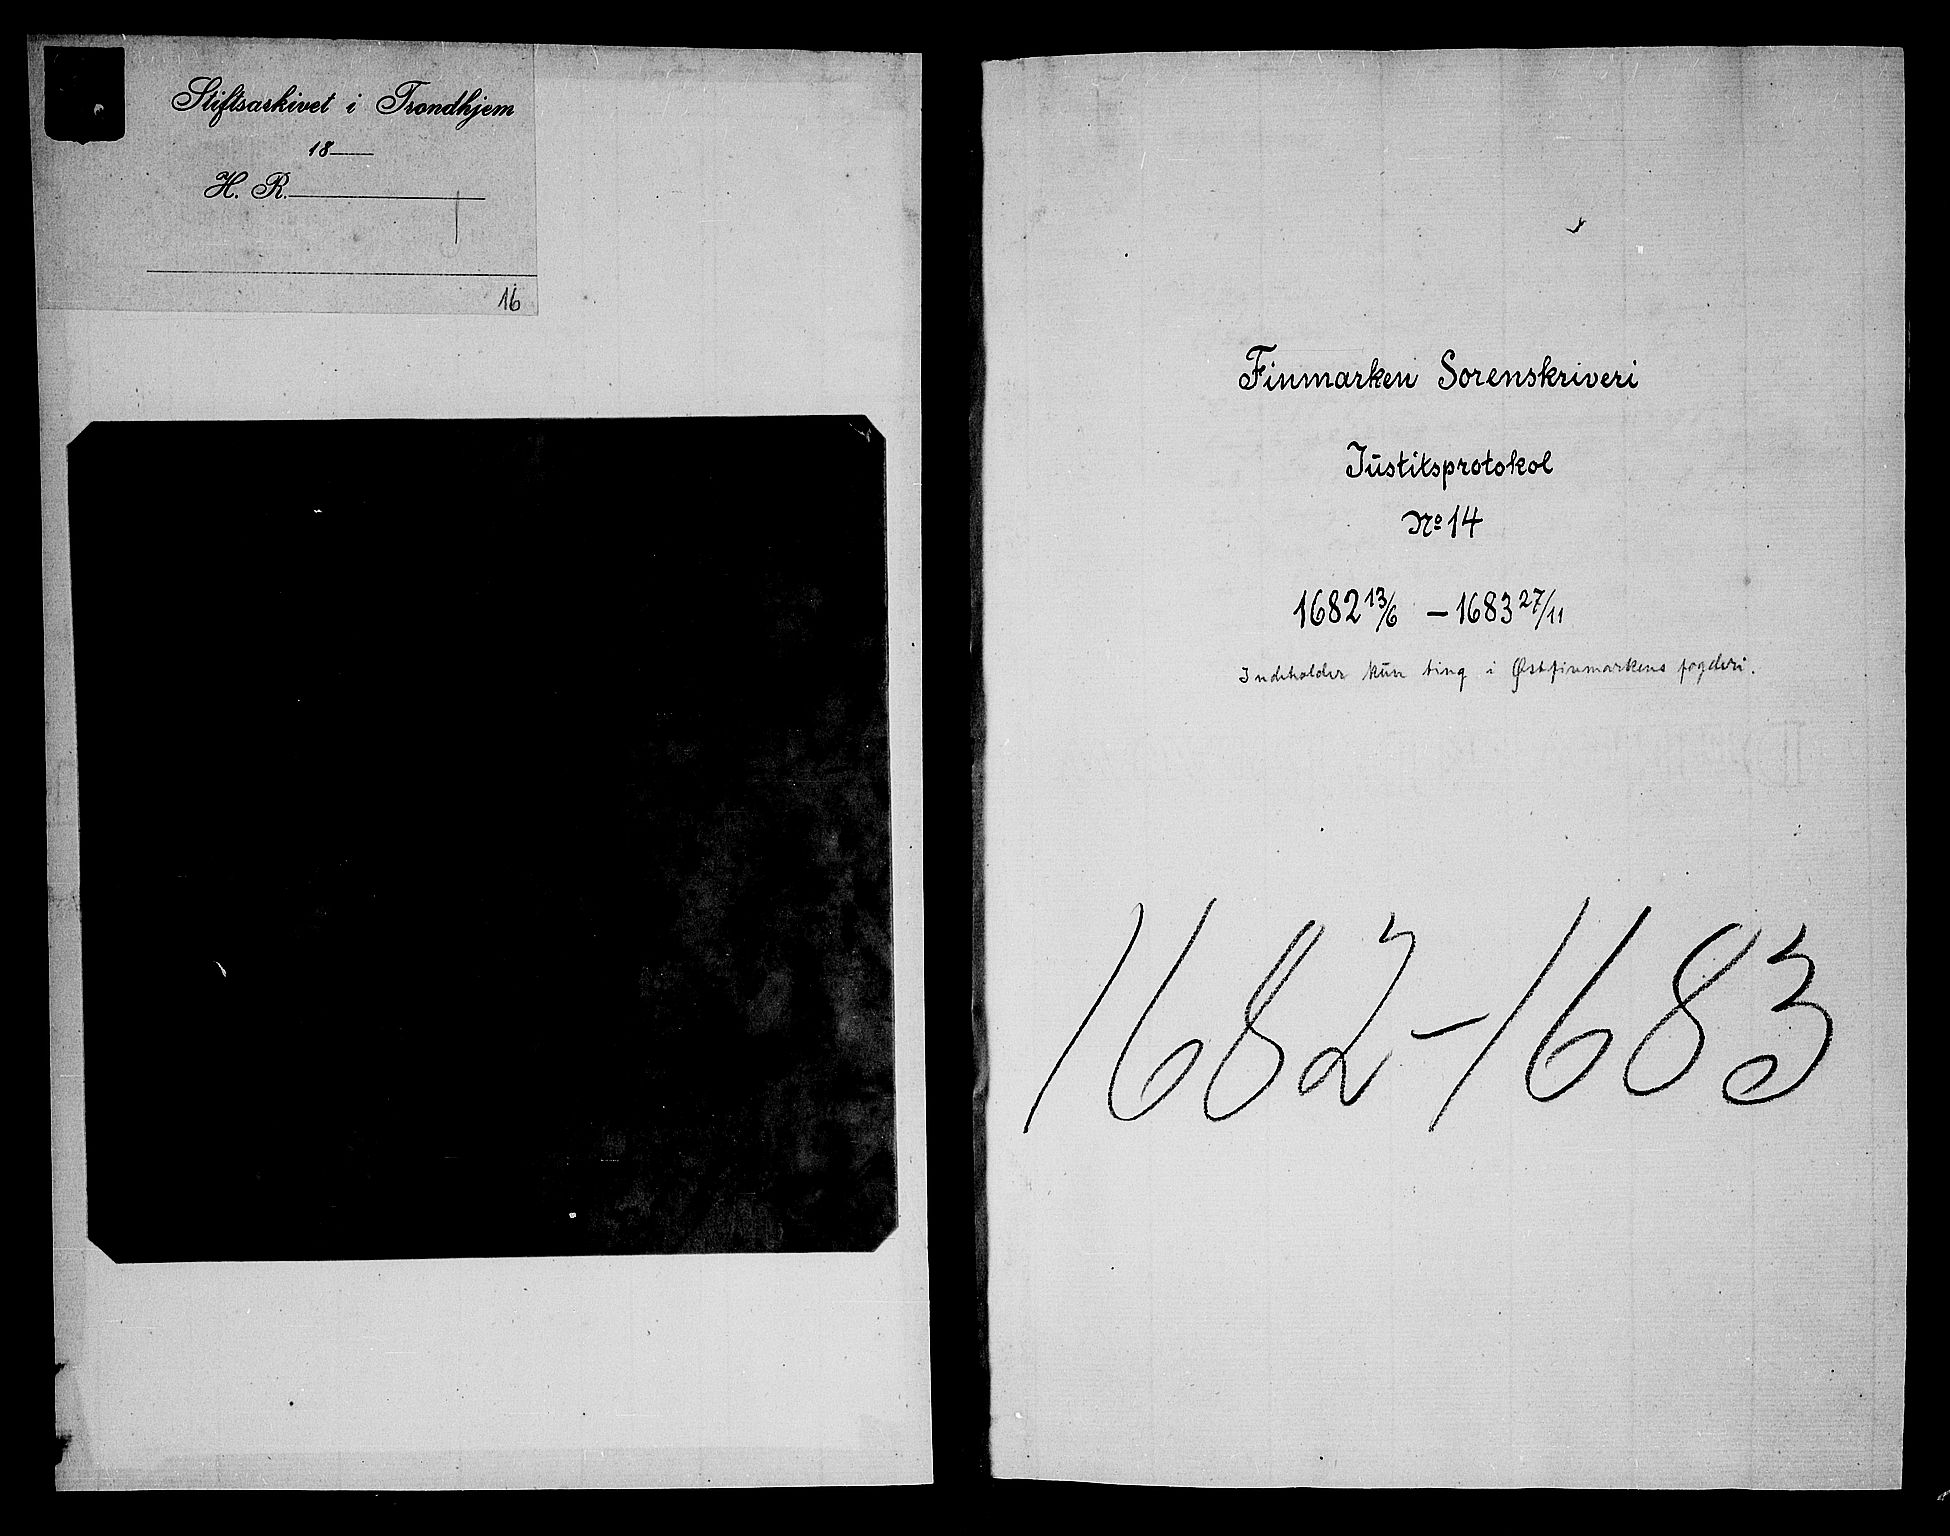 Stiftsarkivet i Trondhjem
18
H. R.
16
Finmarken Sorenskriveri
Justitsprotokol
No 14
1682 13/6 – 1683 27/11
Indeholder kun ting i Østfinmarkens fogderi.
1682-1683